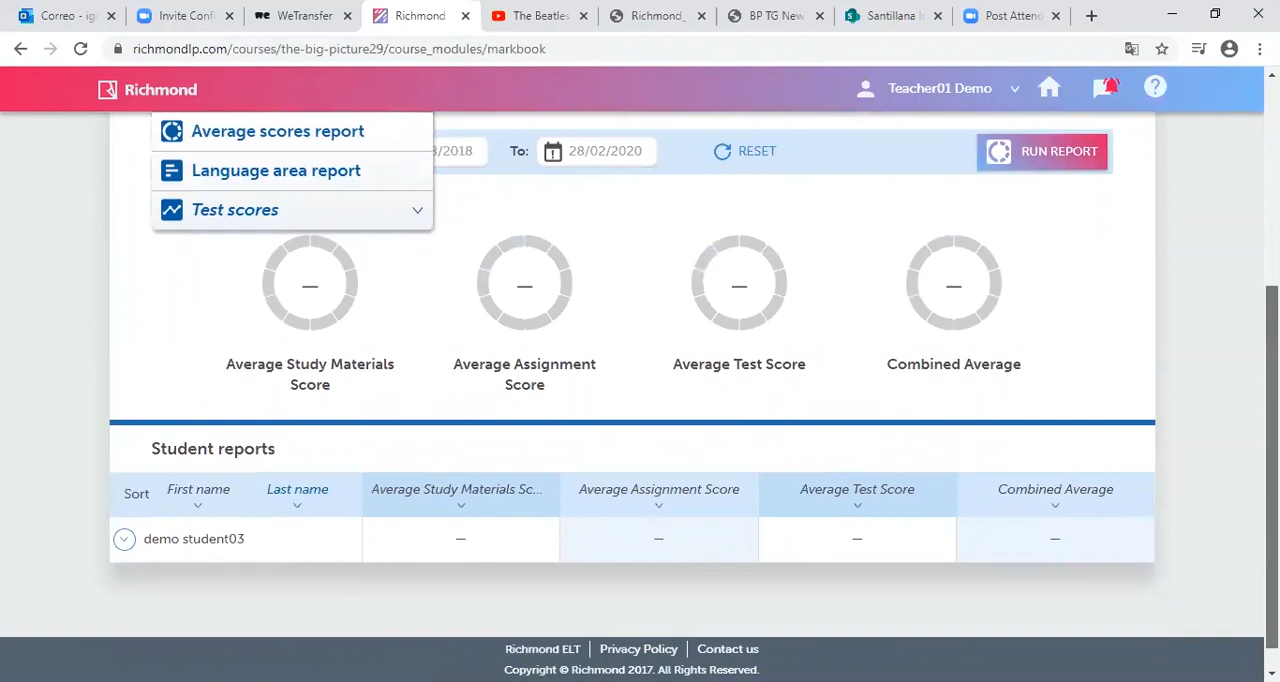 Correo - ig
Invite Conf
WeTransfer
Richmond
The Beatles
Richmond_
BP TG New
Santillana
Post Attend
richmondlp.com/courses/the-big-picture29/course_modules/markbook
Richmond
Teacher01 Demo
Average scores report
/2018
To:
28/02/2020
RESET
RUN REPORT
Language area report
Test scores
Average Study Materials
Score
Average Assignment
Score
Average Test Score
Combined Average
Student reports
Sort
First name
Last name
Average Study Materials Sc...
Average Assignment Score
Average Test Score
Combined Average
demo student03
Richmond ELT
Privacy Policy
Contact us
Copyright © Richmond 2017. All Rights Reserved.